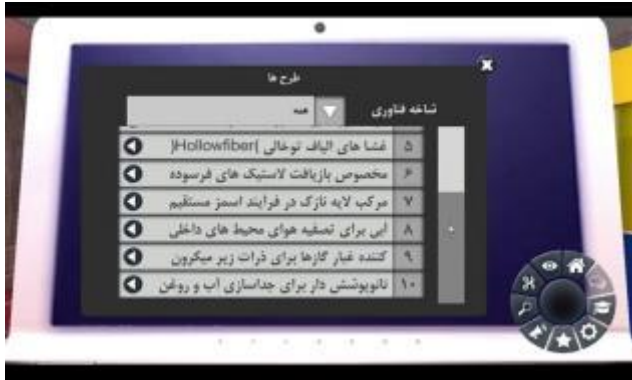 طرح ها
شاخه فناوری
همه
۵ غشا های الیاف توخالی )Hollowfiber(
۶ مخصوص بازیافت لاستیک های فرسوده
۷ مرکب لایه نازک در فرایند اسمز مستقیم
۸ ابی برای تصفیه هوای محیط های داخلی
۹ کننده غبار گازها برای ذرات زیر میکرون
۱۰ نانوپوشش دار برای جداسازی آب و روغن